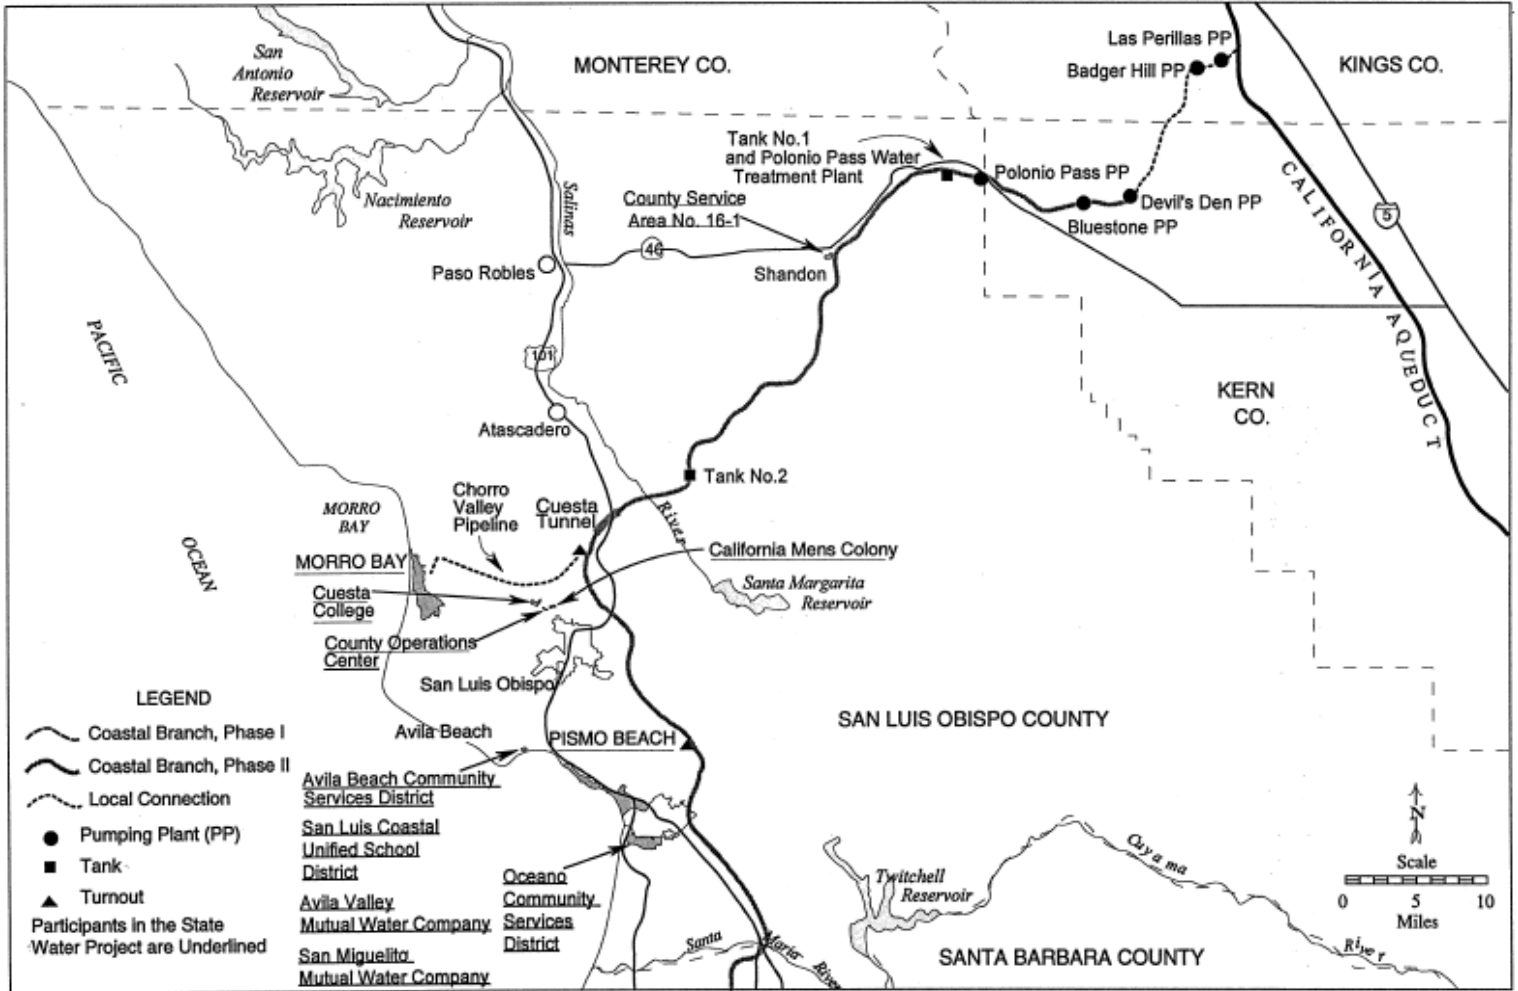 San
Antonio
Reservoir
MONTEREY CO.
Las Perillas PP
Badger Hill PP
KINGS CO.
Tank No.1
and Polonio Pass Water
Treatment Plant
Polonio Pass PP
Devil's Den PP
Bluestone PP
CALIFORNIA AQUEDUCT
5
Nacimiento
Reservoir
Salinas
County Service
Area No. 16-1
46
Paso Robles
Shandon
PACIFIC
101
KERN
CO.
Atascadero
Tank No.2
Chorro
Valley
Pipeline
Cuesta
Tunnel
River
MORRO
BAY
OCEAN
MORRO BAY
California Mens Colony
Cuesta
College
Santa Margarita
Reservoir
County Operations
Center
San Luis Obispo
LEGEND
Coastal Branch, Phase I
Coastal Branch, Phase II
Local Connection
Pumping Plant (PP)
Tank
Turnout
Participants in the State
Water Project are Underlined
Avila Beach
PISMO BEACH
SAN LUIS OBISPO COUNTY
Avila Beach Community
Services District
San Luis Coastal
Unified School
District
Avila Valley
Mutual Water Company
San Miguelito
Mutual Water Company
Oceano
Community
Services
District
Santa Maria River
Twitchell
Reservoir
Cuyama
River
SANTA BARBARA COUNTY
N
Scale
0 5 10
Miles